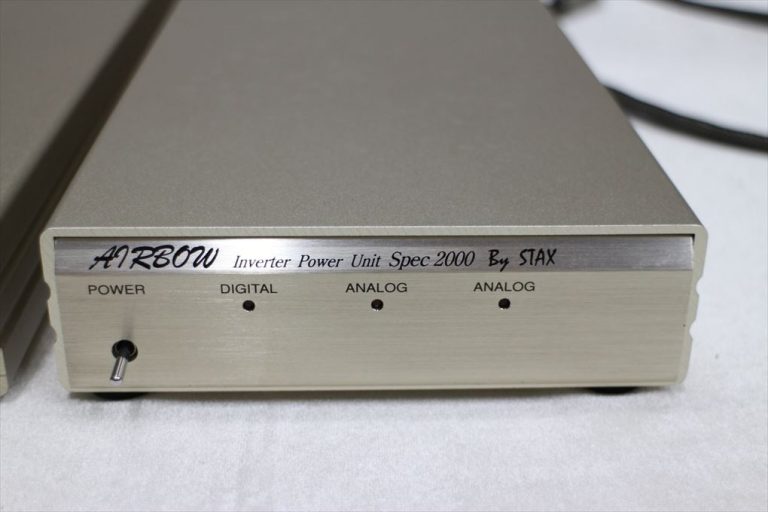 AIRBOW Inverter Power Unit Spec 2000 By STAX
POWER DIGITAL ANALOG ANALOG